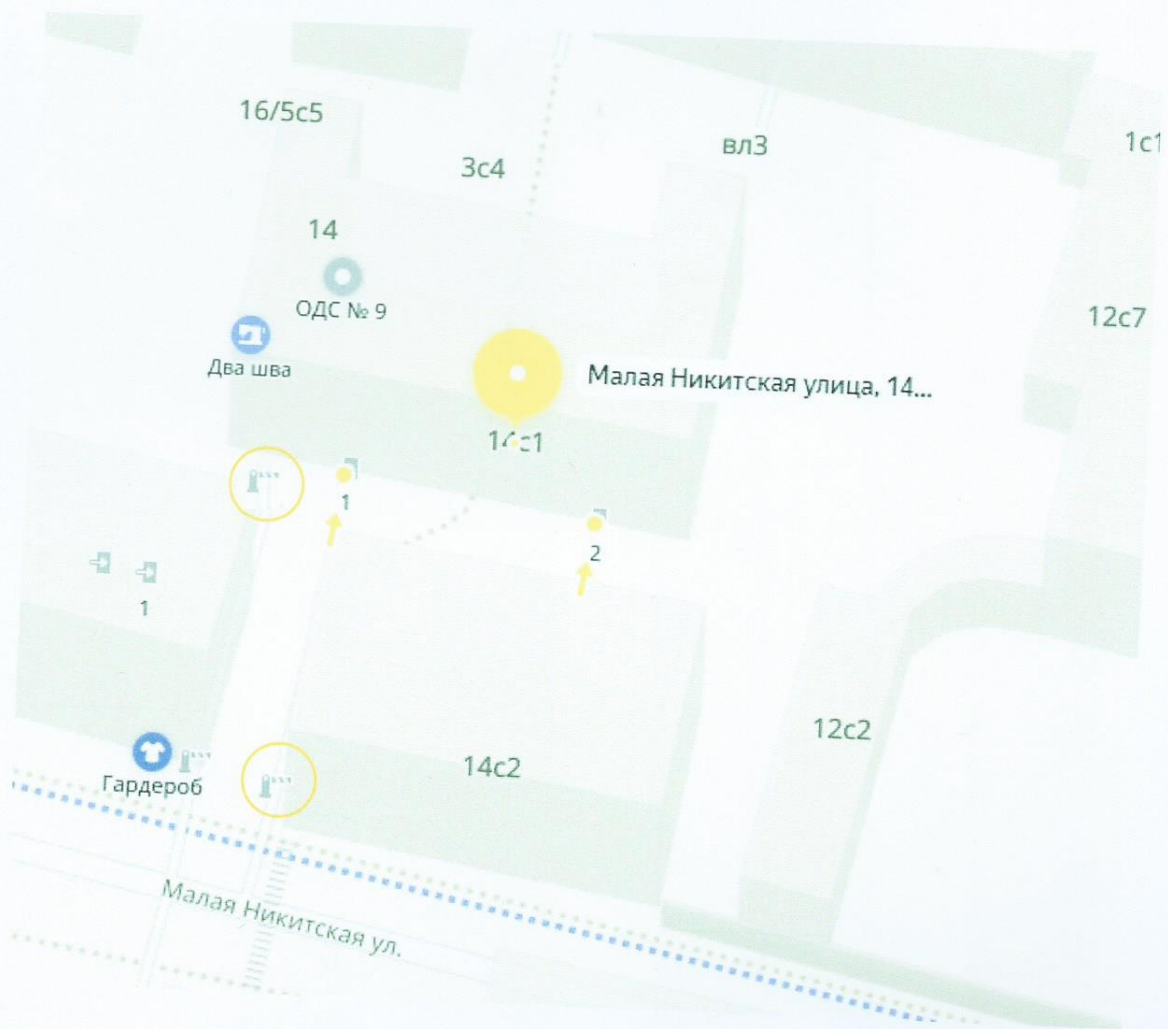 16/5с5
3с4
вл3
1с1
14
ОДС № 9
12с7
Два шва
Малая Никитская улица, 14...
14с1
1
2
1
12с2
14с2
Гардероб
Малая Никитская ул.